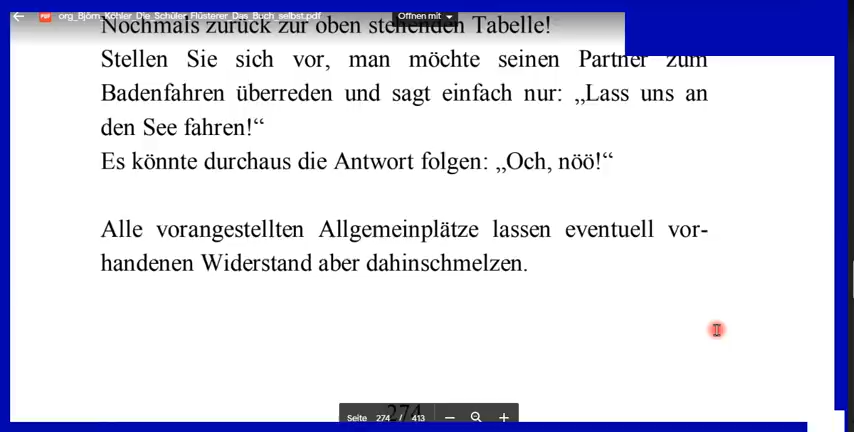 org_Björn_Köhler_Die_Schüler_Flüsterer_Das_Buch_selbst.pdf Öffnen mit
Nochmals zurück zur oben stehenden Tabelle!
Stellen Sie sich vor, man möchte seinen Partner zum
Badenfahren überreden und sagt einfach nur: „Lass uns an
den See fahren!“
Es könnte durchaus die Antwort folgen: „Och, nöö!“
Alle vorangestellten Allgemeinplätze lassen eventuell vor-
handenen Widerstand aber dahinschmelzen.
274
Seite 274 / 413